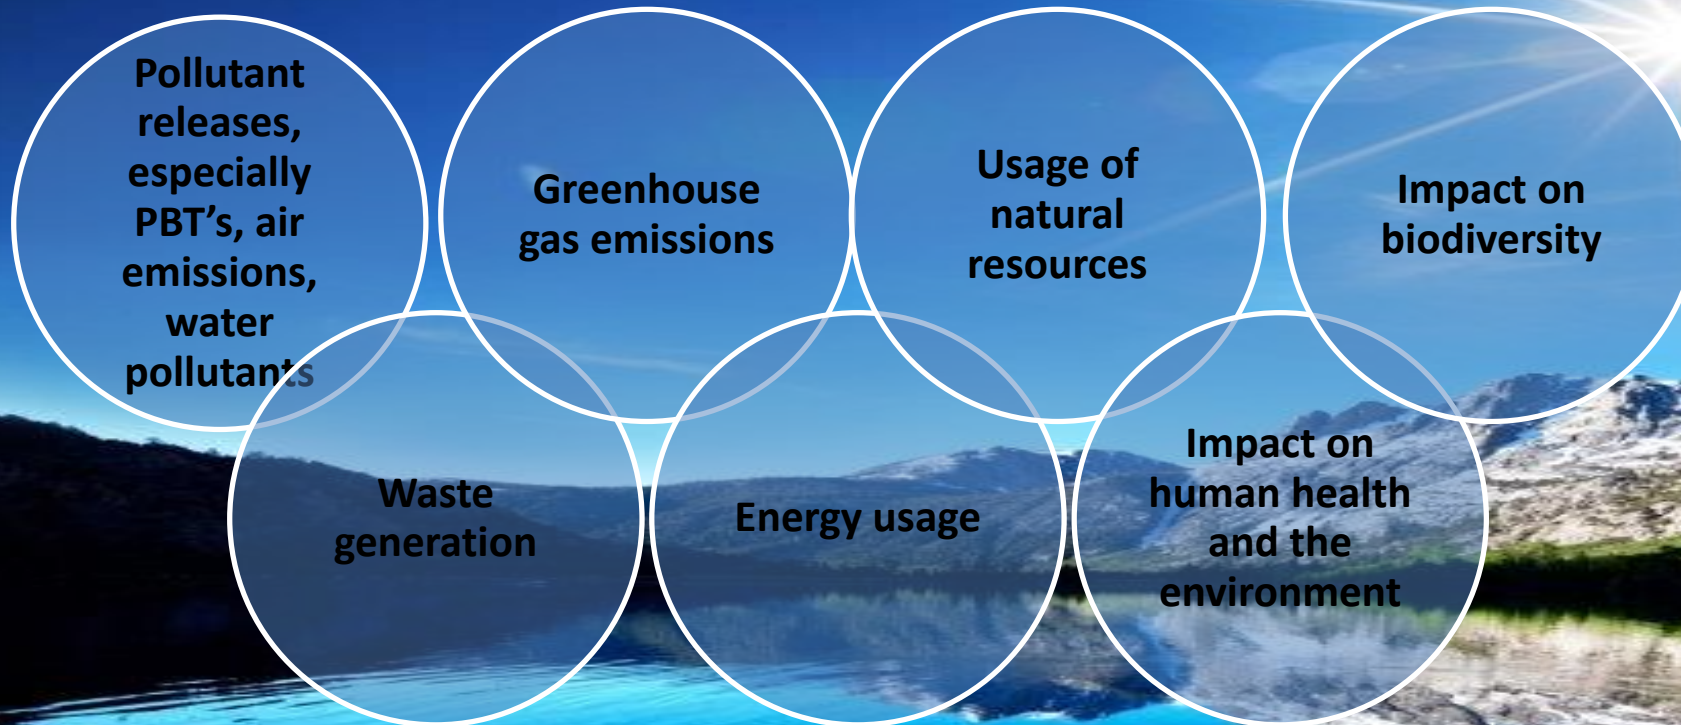 Pollutant
releases,
especially
PBT’s, air
emissions,
water
pollutants
Greenhouse
gas emissions
Usage of
natural
resources
Impact on
biodiversity
Waste
generation
Energy usage
Impact on
human health
and the
environment